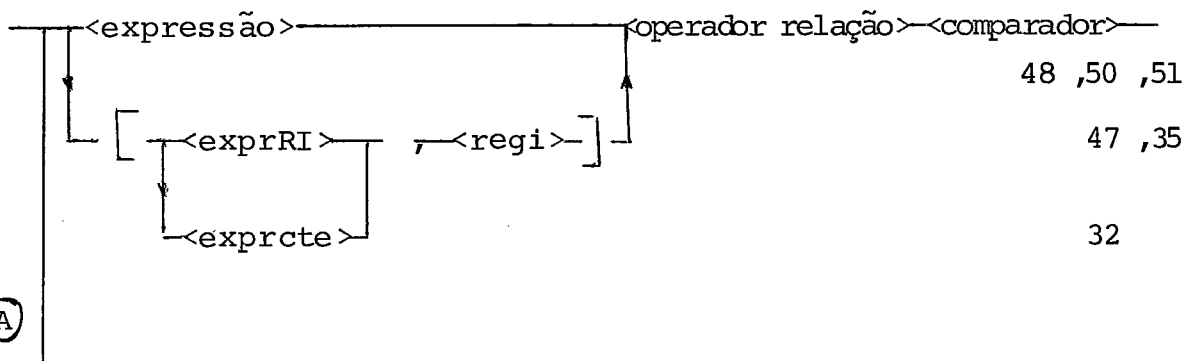 <expressão> <operador relação> <comparador>
48 ,50 ,51
[ <exprRI> , <regi> ] 47 ,35
<exprcte> 32
A